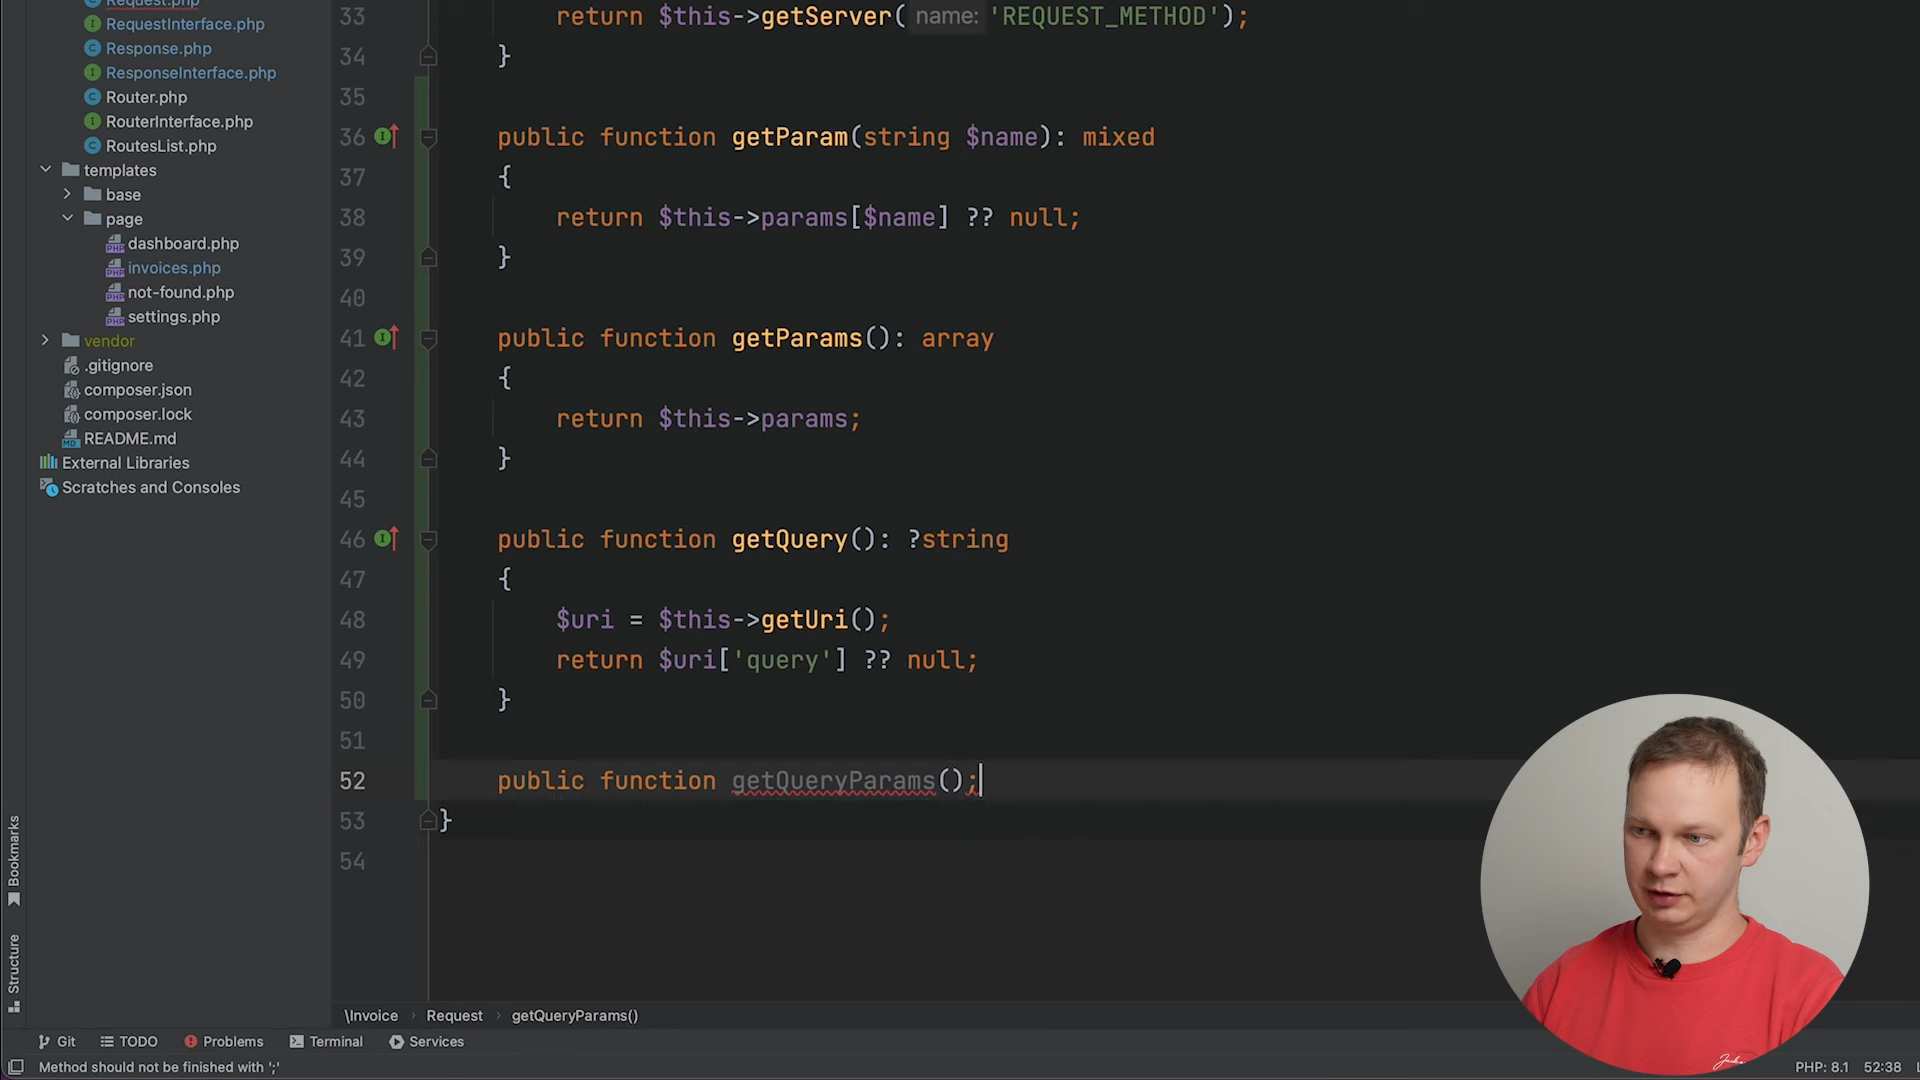 Request.php
RequestInterface.php
Response.php
ResponseInterface.php
Router.php
RouterInterface.php
RoutesList.php
templates
base
page
dashboard.php
invoices.php
not-found.php
settings.php
vendor
.gitignore
composer.json
composer.lock
README.md
External Libraries
Scratches and Consoles
33 return $this->getServer( name: 'REQUEST_METHOD');
34 }
35
36 public function getParam(string $name): mixed
37 {
38 return $this->params[$name] ?? null;
39 }
40
41 public function getParams(): array
42 {
43 return $this->params;
44 }
45
46 public function getQuery(): ?string
47 {
48 $uri = $this->getUri();
49 return $uri['query'] ?? null;
50 }
51
52 public function getQueryParams();
53 }
54
Bookmarks
Structure
\Invoice › Request › getQueryParams()
Git TODO Problems Terminal Services
Method should not be finished with ';'
PHP: 8.1 52:38